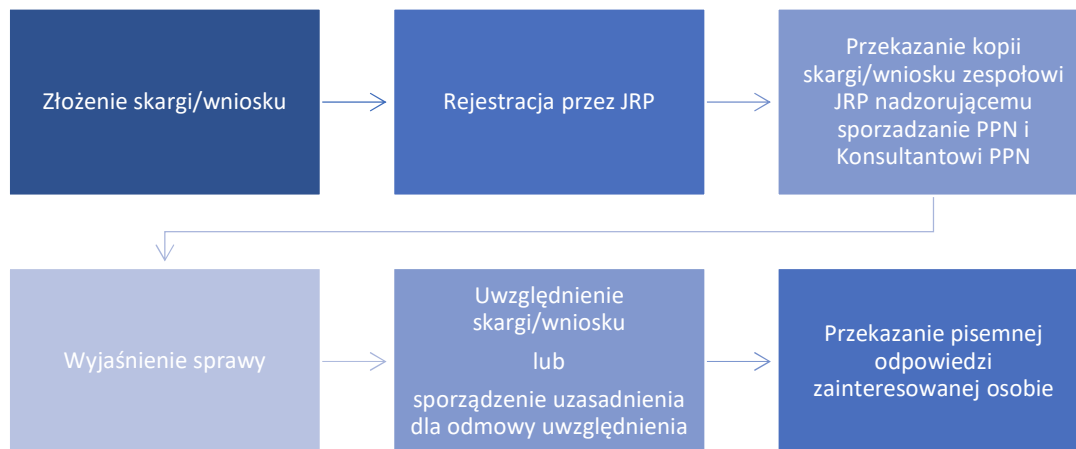 Złożenie skargi/wniosku
Rejestracja przez JRP
Przekazanie kopii
skargi/wniosku zespołowi
JRP nadzorującemu
sporzadzanie PPN i
Konsultantowi PPN
Wyjaśnienie sprawy
Uwzględnienie
skargi/wniosku
lub
sporządzenie uzasadnienia
dla odmowy uwzględnienia
Przekazanie pisemnej
odpowiedzi
zainteresowanej osobie